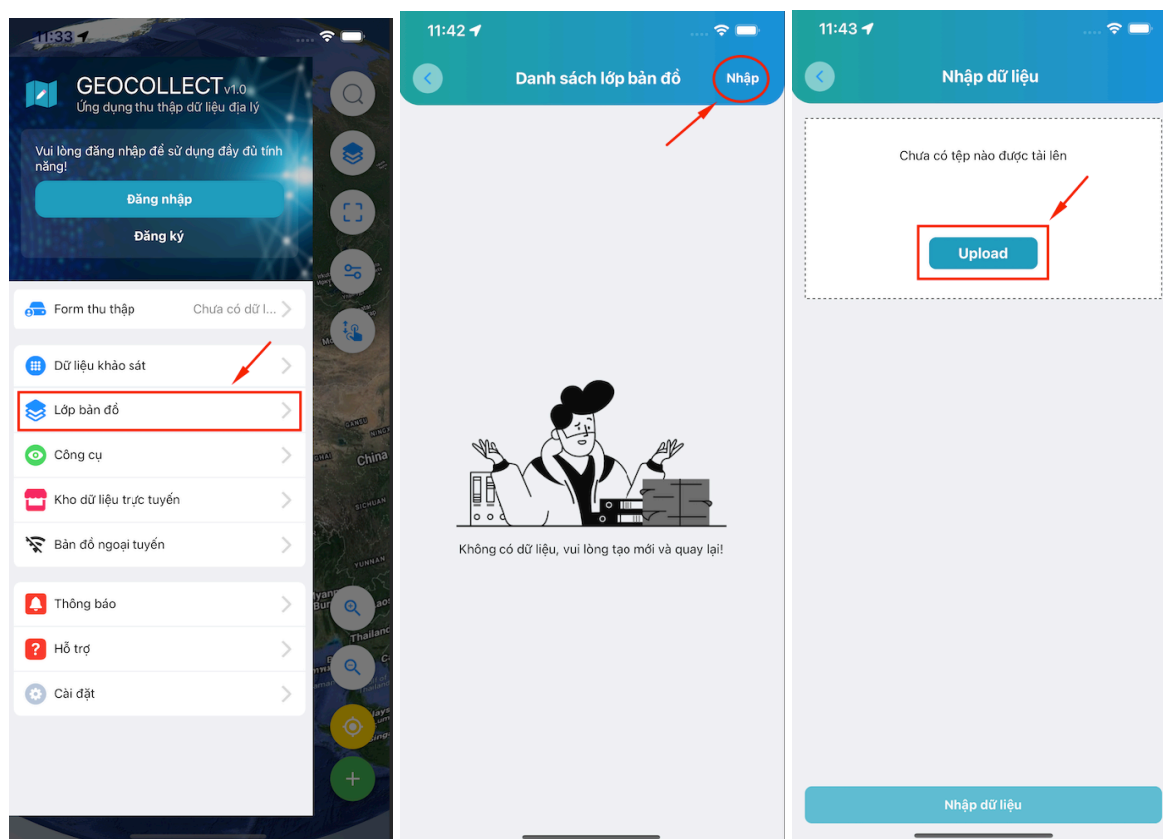 11:33
GEOCOLLECT v1.0
Ứng dụng thu thập dữ liệu địa lý
Vui lòng đăng nhập để sử dụng đầy đủ tính
năng!
Đăng nhập
Đăng ký
Form thu thập
Chưa có dữ l...
Dữ liệu khảo sát
Lớp bản đồ
Công cụ
Kho dữ liệu trực tuyến
Bản đồ ngoại tuyến
Thông báo
Hỗ trợ
Cài đặt
GANSU
China
SICHUAN
YUNNAN
Thailand
11:42
Danh sách lớp bản đồ
Nhập
Không có dữ liệu, vui lòng tạo mới và quay lại!
11:43
Nhập dữ liệu
Chưa có tệp nào được tải lên
Upload
Nhập dữ liệu